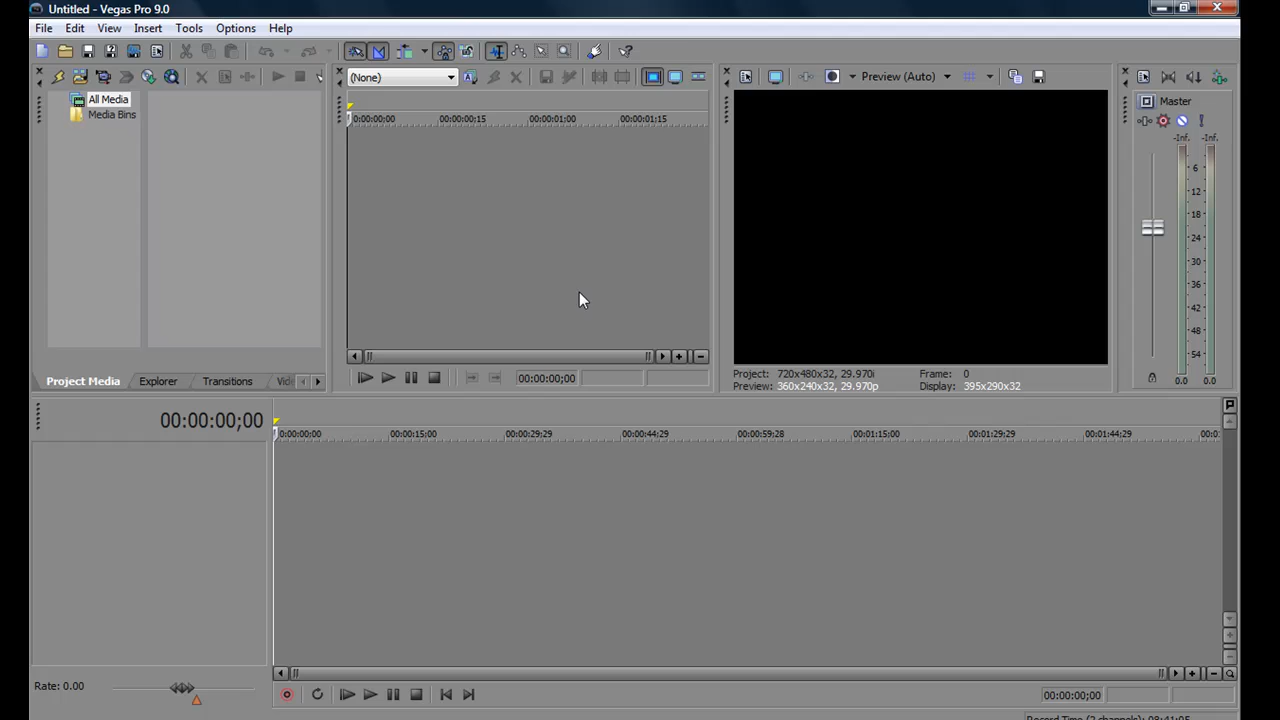 Untitled - Vegas Pro 9.0
File Edit View Insert Tools Options Help
(None)
Preview (Auto)
All Media
Media Bins
0:00:00;00 00:00:00;15 00:00:01;00 00:00:01;15
Master
-Inf. -Inf.
6
12
18
24
30
36
42
48
54
0.0 0.0
Project Media Explorer Transitions
00:00:00;00
Project: 720x480x32, 29.970i Frame: 0
Preview: 360x240x32, 29.970p Display: 395x290x32
00:00:00;00
0:00:00;00 00:00:15;00 00:00:29;29 00:00:44;29 00:00:59;28 00:01:15;00 00:01:29;29 00:01:44;29
Rate: 0.00
00:00:00;00